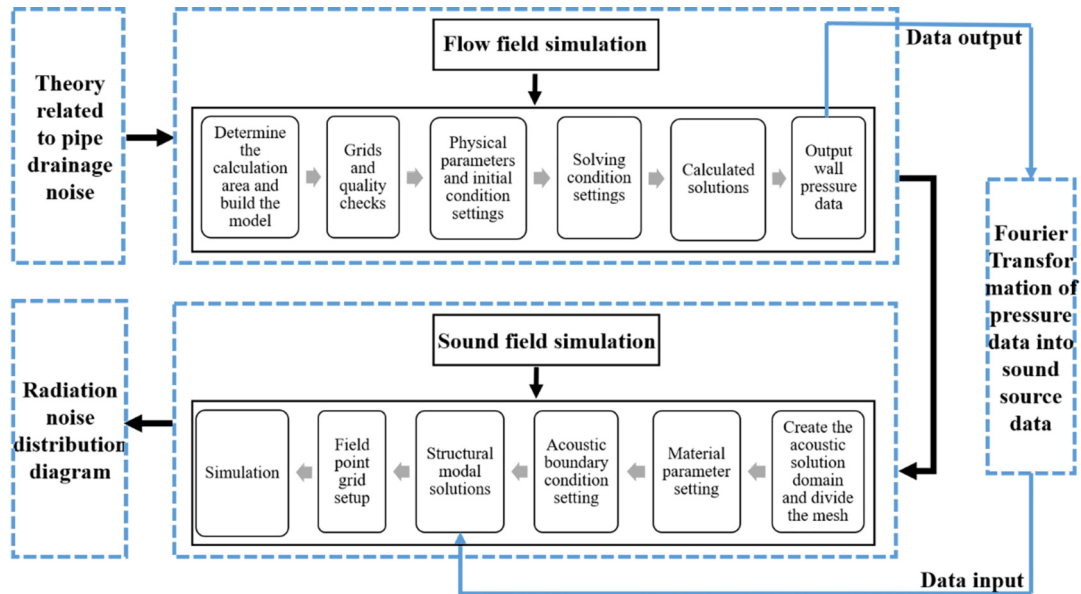 Flow field simulation
Data output
Theory
related to
to pipe
drainage
noise
Determine
the
calculation
area and
build the
model
Grids
and
quality
checks
Physical
parameters
and initial
condition
settings
Solving
condition
settings
Calculated
solutions
Output
wall
pressure
data
Fourier
Transfor
mation of
pressure
data into
sound
source
data
Sound field simulation
Radiation
noise
distribution
diagram
Simulation
Field
point
grid
setup
Structural
modal
solutions
Acoustic
boundary
condition
setting
Material
parameter
setting
Create the
acoustic
solution
domain
and divide
the mesh
Data input